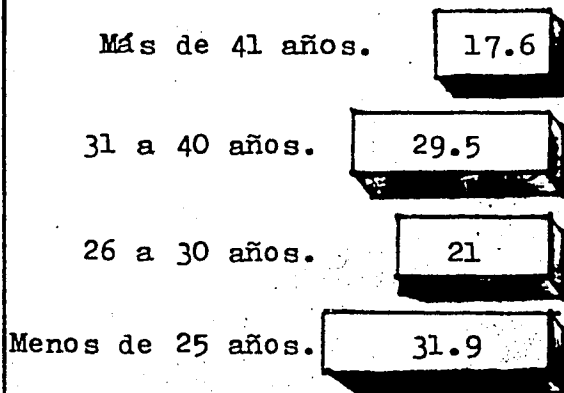 Más de 41 años. 17.6
31 a 40 años. 29.5
26 a 30 años. 21
Menos de 25 años. 31.9